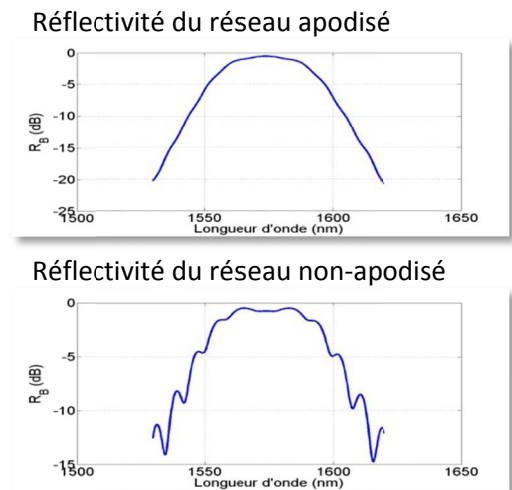 Réflectivité du réseau apodisé
0
-5
-10
-15
-20
-25
R_B (dB)
1500 1550 1600 1650
Longueur d'onde (nm)
Réflectivité du réseau non-apodisé
0
-5
-10
-15
R_B (dB)
1500 1550 1600 1650
Longueur d'onde (nm)